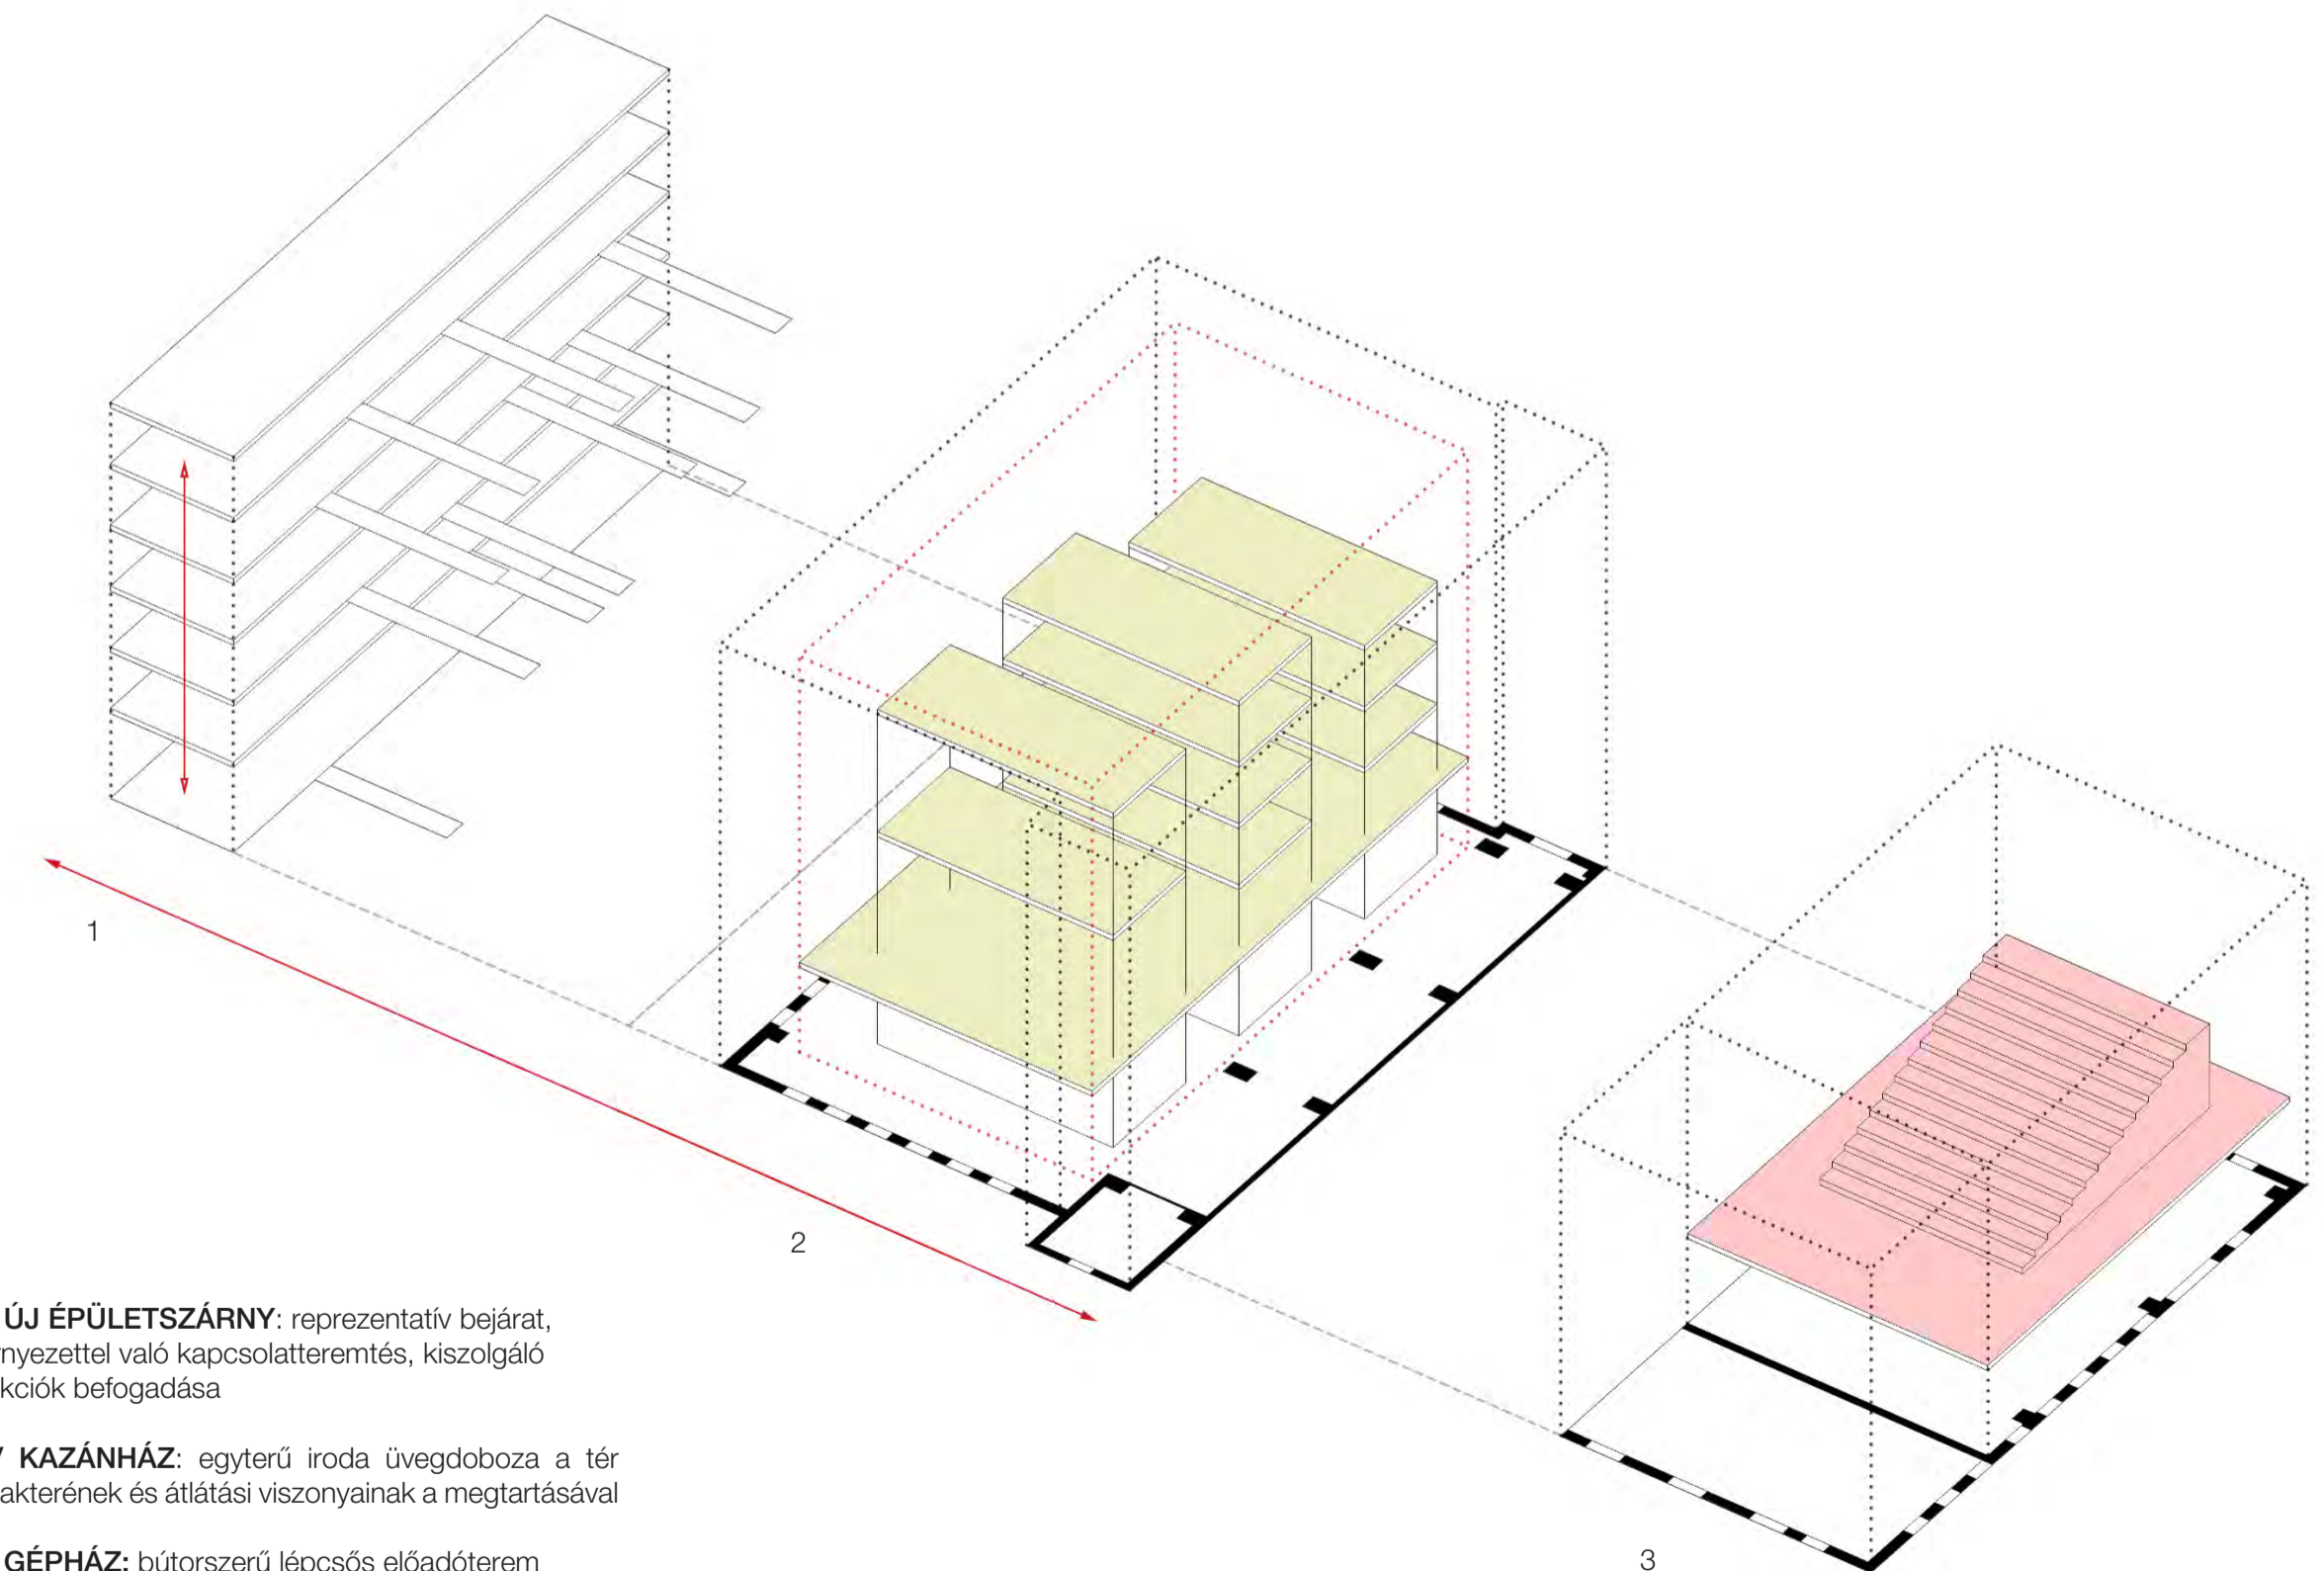 1
2
3
ÚJ ÉPÜLETSZÁRNY: reprezentatív bejárat,
nyezettel való kapcsolatteremtés, kiszolgáló
kciók befogadása
KAZÁNHÁZ: egyterű iroda üvegdoboza a tér
akterének és átlátási viszonyainak a megtartásával
GÉPHÁZ: bútorszerű lépcsős előadóterem